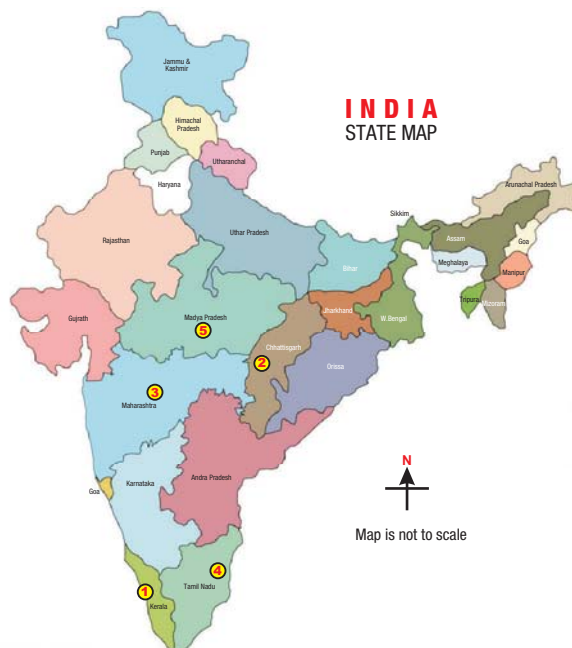 Jammu &
Kashmir
INDIA
STATE MAP
Himachal
Pradesh
Punjab
Utharanchal
Haryana
Arunachal Pradesh
Sikkim
Rajasthan
Uthar Pradesh
Assam
Goa
Bihar
Meghalaya
Manipur
Gujrath
Madya Pradesh
Jharkhand
W.Bengal
Tripura
Mizoram
5
Chhattisgarh
2
Orissa
3
Maharashtra
N
Karnataka
Andra Pradesh
Goa
Map is not to scale
4
Tamil Nadu
1
Kerala